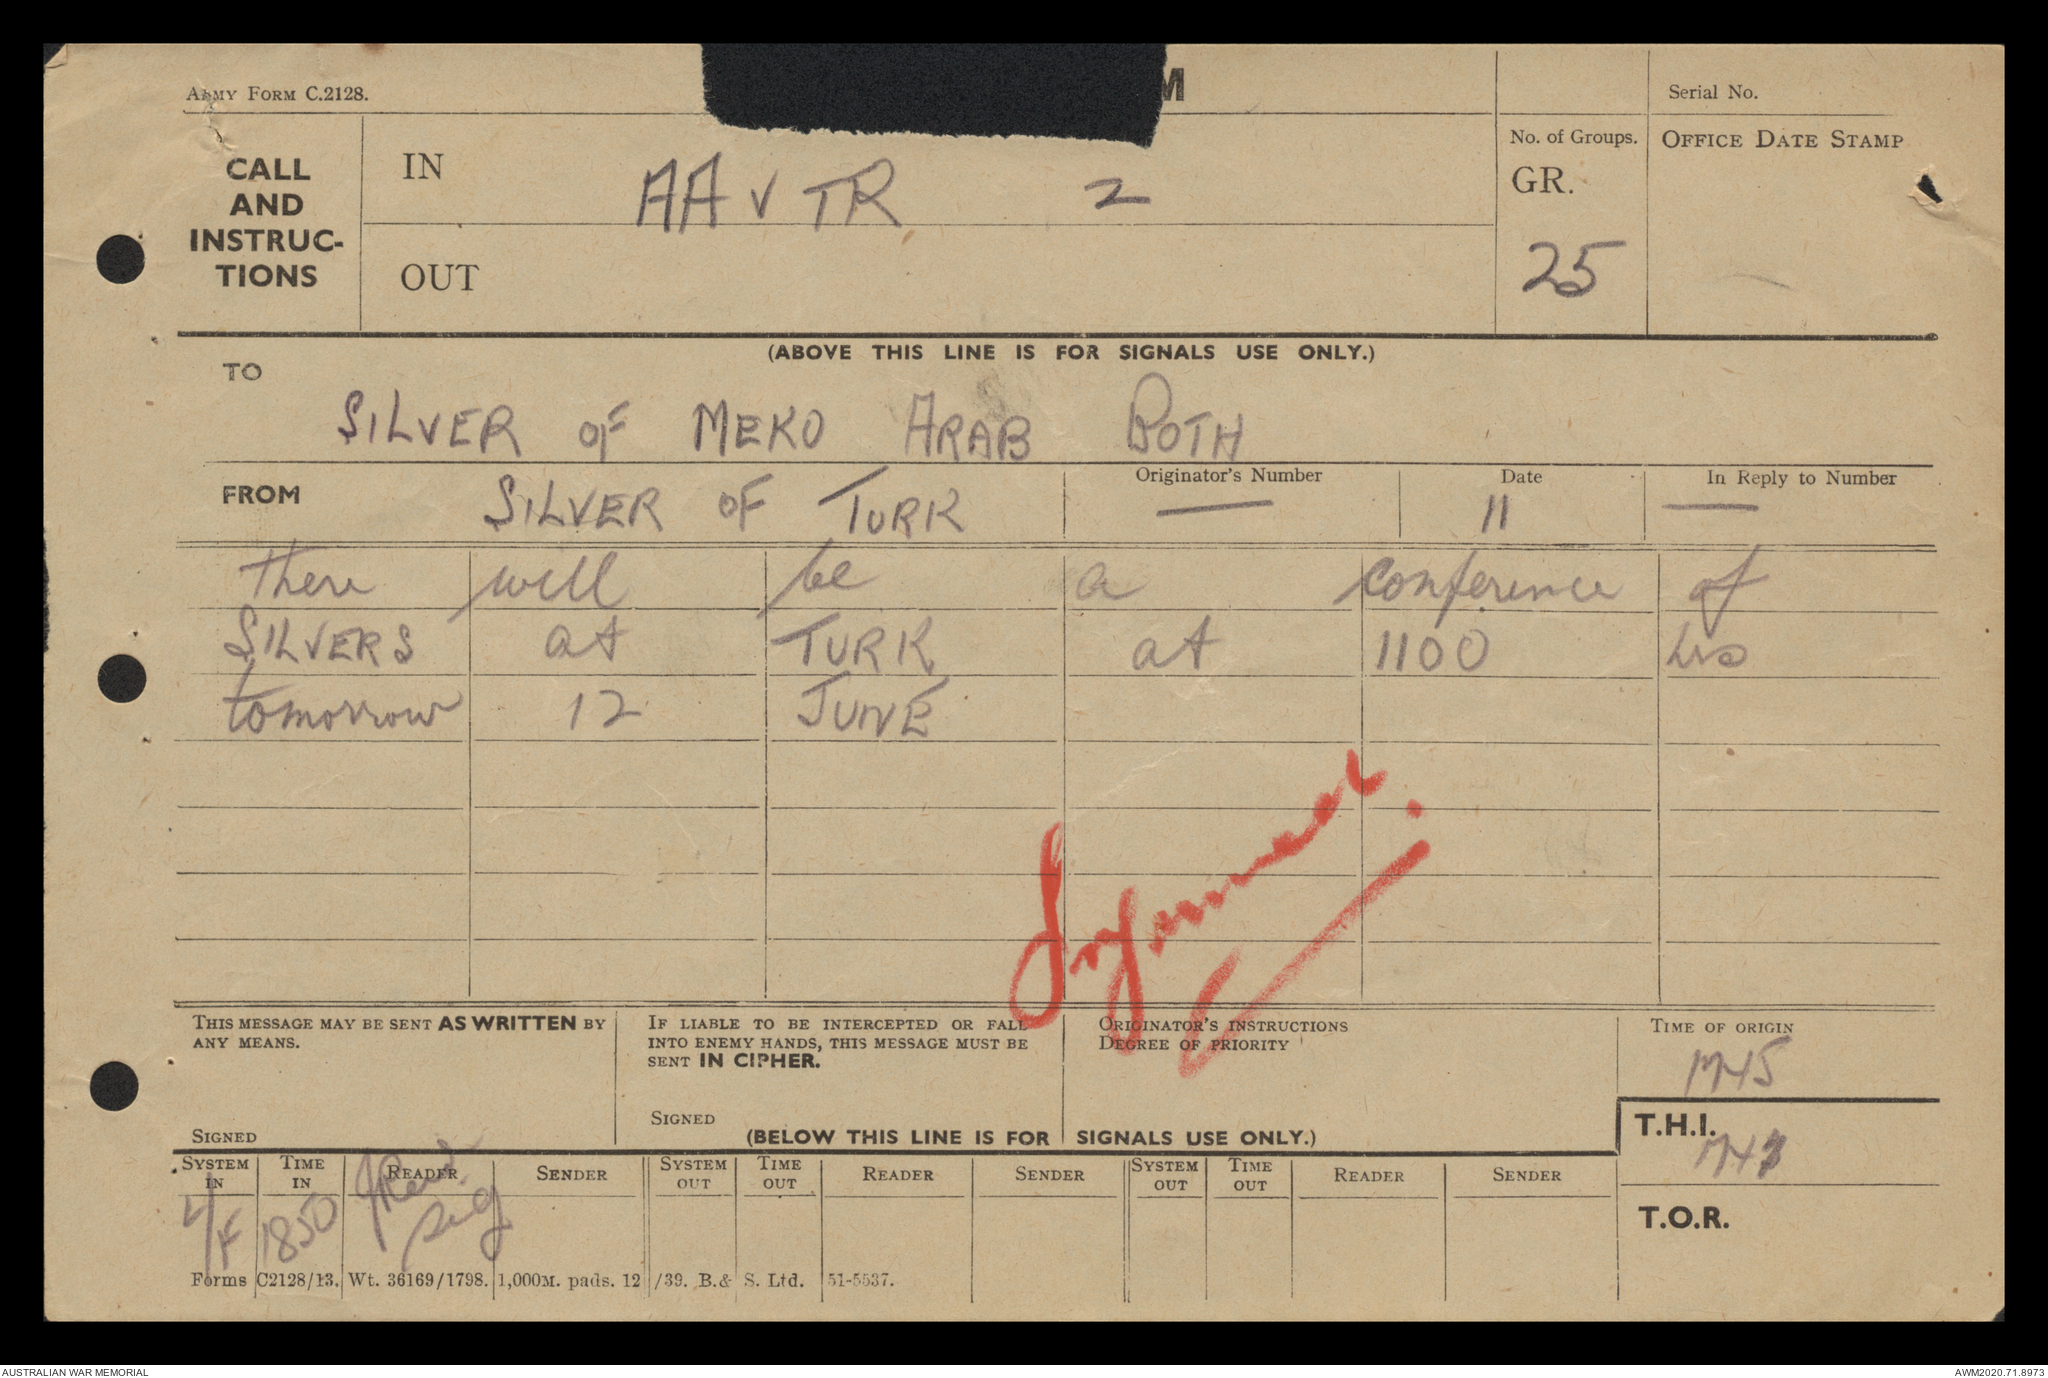 ARMY FORM C.2128.
M
Serial No.
CALL AND INSTRUC-TIONS
IN
AA v TR 2
OUT
No. of Groups.
GR.
25
OFFICE DATE STAMP
(ABOVE THIS LINE IS FOR SIGNALS USE ONLY.)
TO
SILVER OF MEKO ARAB BOTH
FROM
SILVER OF TURK
Originator's Number
—
Date
11
In Reply to Number
—
there will be a conference of
SILVERS at TURK at 1100 hrs
tomorrow 12 JUNE
THIS MESSAGE MAY BE SENT AS WRITTEN BY
ANY MEANS.
SIGNED
IF LIABLE TO BE INTERCEPTED OR FALL
INTO ENEMY HANDS, THIS MESSAGE MUST BE
SENT IN CIPHER.
SIGNED
ORIGINATOR'S INSTRUCTIONS
DEGREE OF PRIORITY
TIME OF ORIGIN
1745
(BELOW THIS LINE IS FOR SIGNALS USE ONLY.)
T.H.I.
T.O.R.
SYSTEM IN TIME IN READER SENDER SYSTEM OUT TIME OUT READER SENDER SYSTEM OUT TIME OUT READER SENDER
1850 Sig
Forms C2128/13. Wt. 36169/1798. 1,000M. pads. 12/39. B.& S. Ltd. 51-5537.
AUSTRALIAN WAR MEMORIAL
AWM2020.71.8973